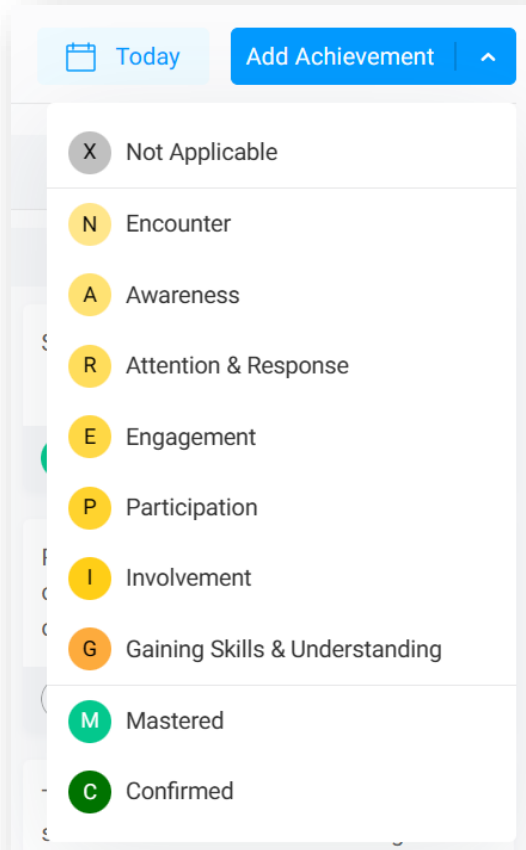 Today
Add Achievement
X Not Applicable
N Encounter
A Awareness
R Attention & Response
E Engagement
P Participation
I Involvement
G Gaining Skills & Understanding
M Mastered
C Confirmed